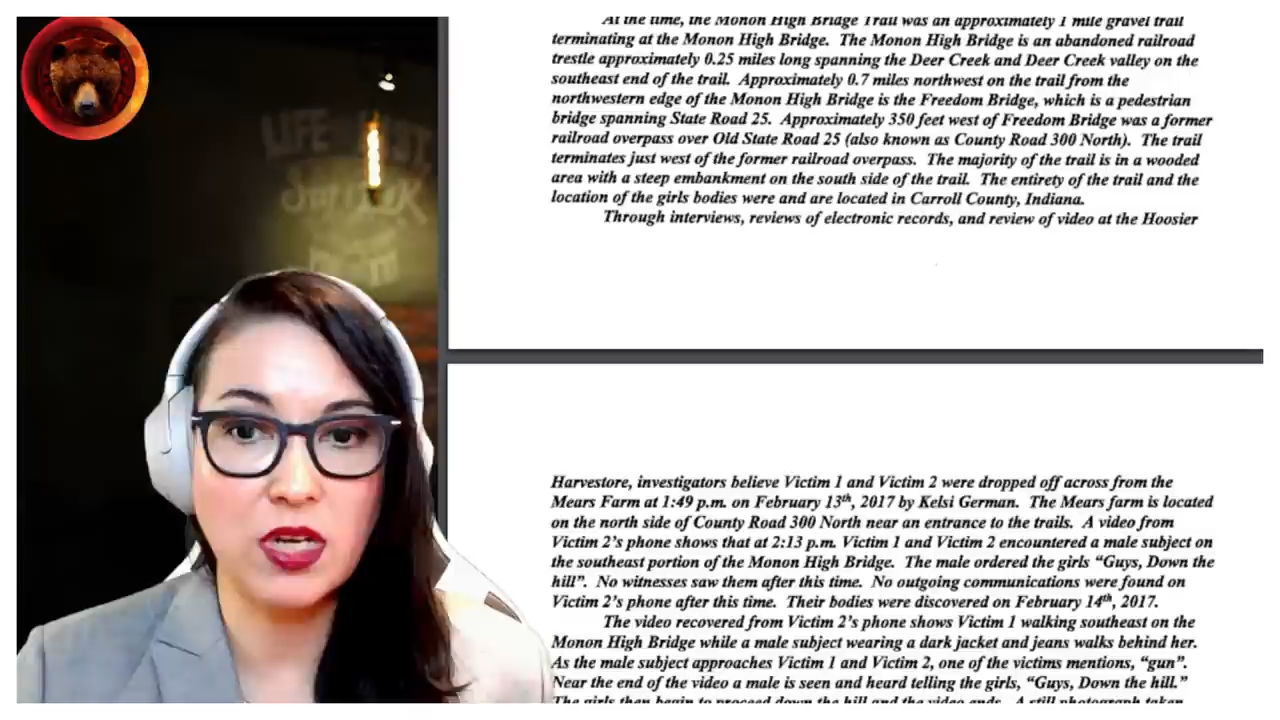 LIFE
At the time, the Monon High Bridge Trail was an approximately 1 mile gravel trail
terminating at the Monon High Bridge. The Monon High Bridge is an abandoned railroad
trestle approximately 0.25 miles long spanning the Deer Creek and Deer Creek valley on the
southeast end of the trail. Approximately 0.7 miles northwest on the trail from the
northwestern edge of the Monon High Bridge is the Freedom Bridge, which is a pedestrian
bridge spanning State Road 25. Approximately 350 feet west of Freedom Bridge was a former
railroad overpass over Old State Road 25 (also known as County Road 300 North). The trail
terminates just west of the former railroad overpass. The majority of the trail is in a wooded
area with a steep embankment on the south side of the trail. The entirety of the trail and the
location of the girls bodies were and are located in Carroll County, Indiana.
Through interviews, reviews of electronic records, and review of video at the Hoosier
Harvestore, investigators believe Victim 1 and Victim 2 were dropped off across from the
Mears Farm at 1:49 p.m. on February 13th, 2017 by Kelsi German. The Mears farm is located
on the north side of County Road 300 North near an entrance to the trails. A video from
Victim 2's phone shows that at 2:13 p.m. Victim 1 and Victim 2 encountered a male subject on
the southeast portion of the Monon High Bridge. The male ordered the girls “Guys, Down the
hill”. No witnesses saw them after this time. No outgoing communications were found on
Victim 2's phone after this time. Their bodies were discovered on February 14th, 2017.
The video recovered from Victim 2's phone shows Victim 1 walking southeast on the
Monon High Bridge while a male subject wearing a dark jacket and jeans walks behind her.
As the male subject approaches Victim 1 and Victim 2, one of the victims mentions, “gun”.
Near the end of the video a male is seen and heard telling the girls, “Guys, Down the hill.”
The girls then begin to proceed down the hill and the video ends. A still photograph taken